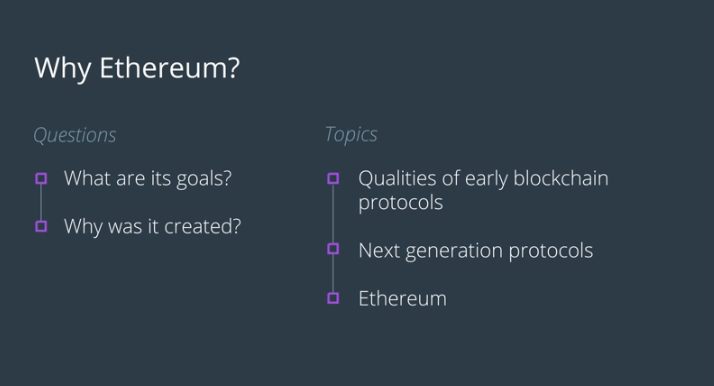 Why Ethereum?
Questions
What are its goals?
Why was it created?
Topics
Qualities of early blockchain
protocols
Next generation protocols
Ethereum